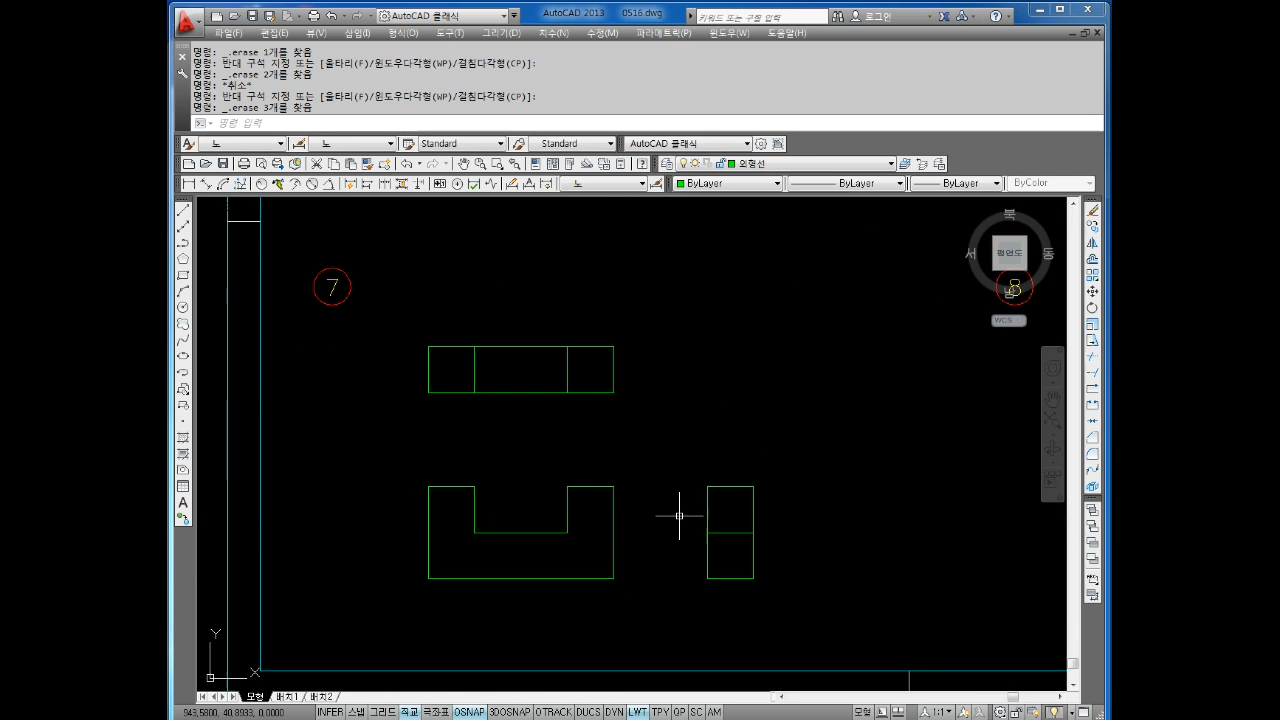 AutoCAD 클래식
AutoCAD 2013 0516.dwg
키워드 또는 구절 입력
로그인
파일(F) 편집(E) 뷰(V) 삽입(I) 형식(O) 도구(T) 그리기(D) 치수(N) 수정(M) 파라메트릭(P) 윈도우(W) 도움말(H)
명령: _.erase 1개를 찾음
명령: 반대 구석 지정 또는 [울타리(F)/윈도우다각형(WP)/걸침다각형(CP)]:
명령: _.erase 2개를 찾음
명령: *취소*
명령: 반대 구석 지정 또는 [울타리(F)/윈도우다각형(WP)/걸침다각형(CP)]:
명령: _.erase 3개를 찾음
명령 입력
Standard Standard AutoCAD 클래식
외형선
ByLayer ByLayer ByLayer ByColor
북
서 평면도 동
남
7 8
WCS
Y
X
모형 배치1 배치2
INFER 스냅 그리드 직교 극좌표 OSNAP 3DOSNAP OTRACK DUCS DYN LWT TPY QP SC AM 모형 1:1